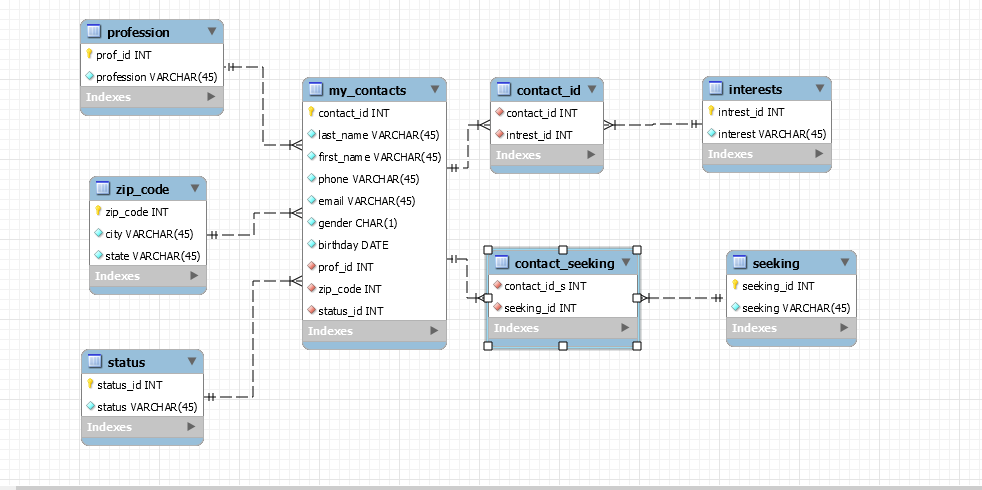 profession
prof_id INT
profession VARCHAR(45)
Indexes
zip_code
zip_code INT
city VARCHAR(45)
state VARCHAR(45)
Indexes
status
status_id INT
status VARCHAR(45)
Indexes
my_contacts
contact_id INT
last_name VARCHAR(45)
first_name VARCHAR(45)
phone VARCHAR(45)
email VARCHAR(45)
gender CHAR(1)
birthday DATE
prof_id INT
zip_code INT
status_id INT
Indexes
contact_id
contact_id INT
intrest_id INT
Indexes
contact_seeking
contact_id_s INT
seeking_id INT
Indexes
interests
intrest_id INT
interest VARCHAR(45)
Indexes
seeking
seeking_id INT
seeking VARCHAR(45)
Indexes